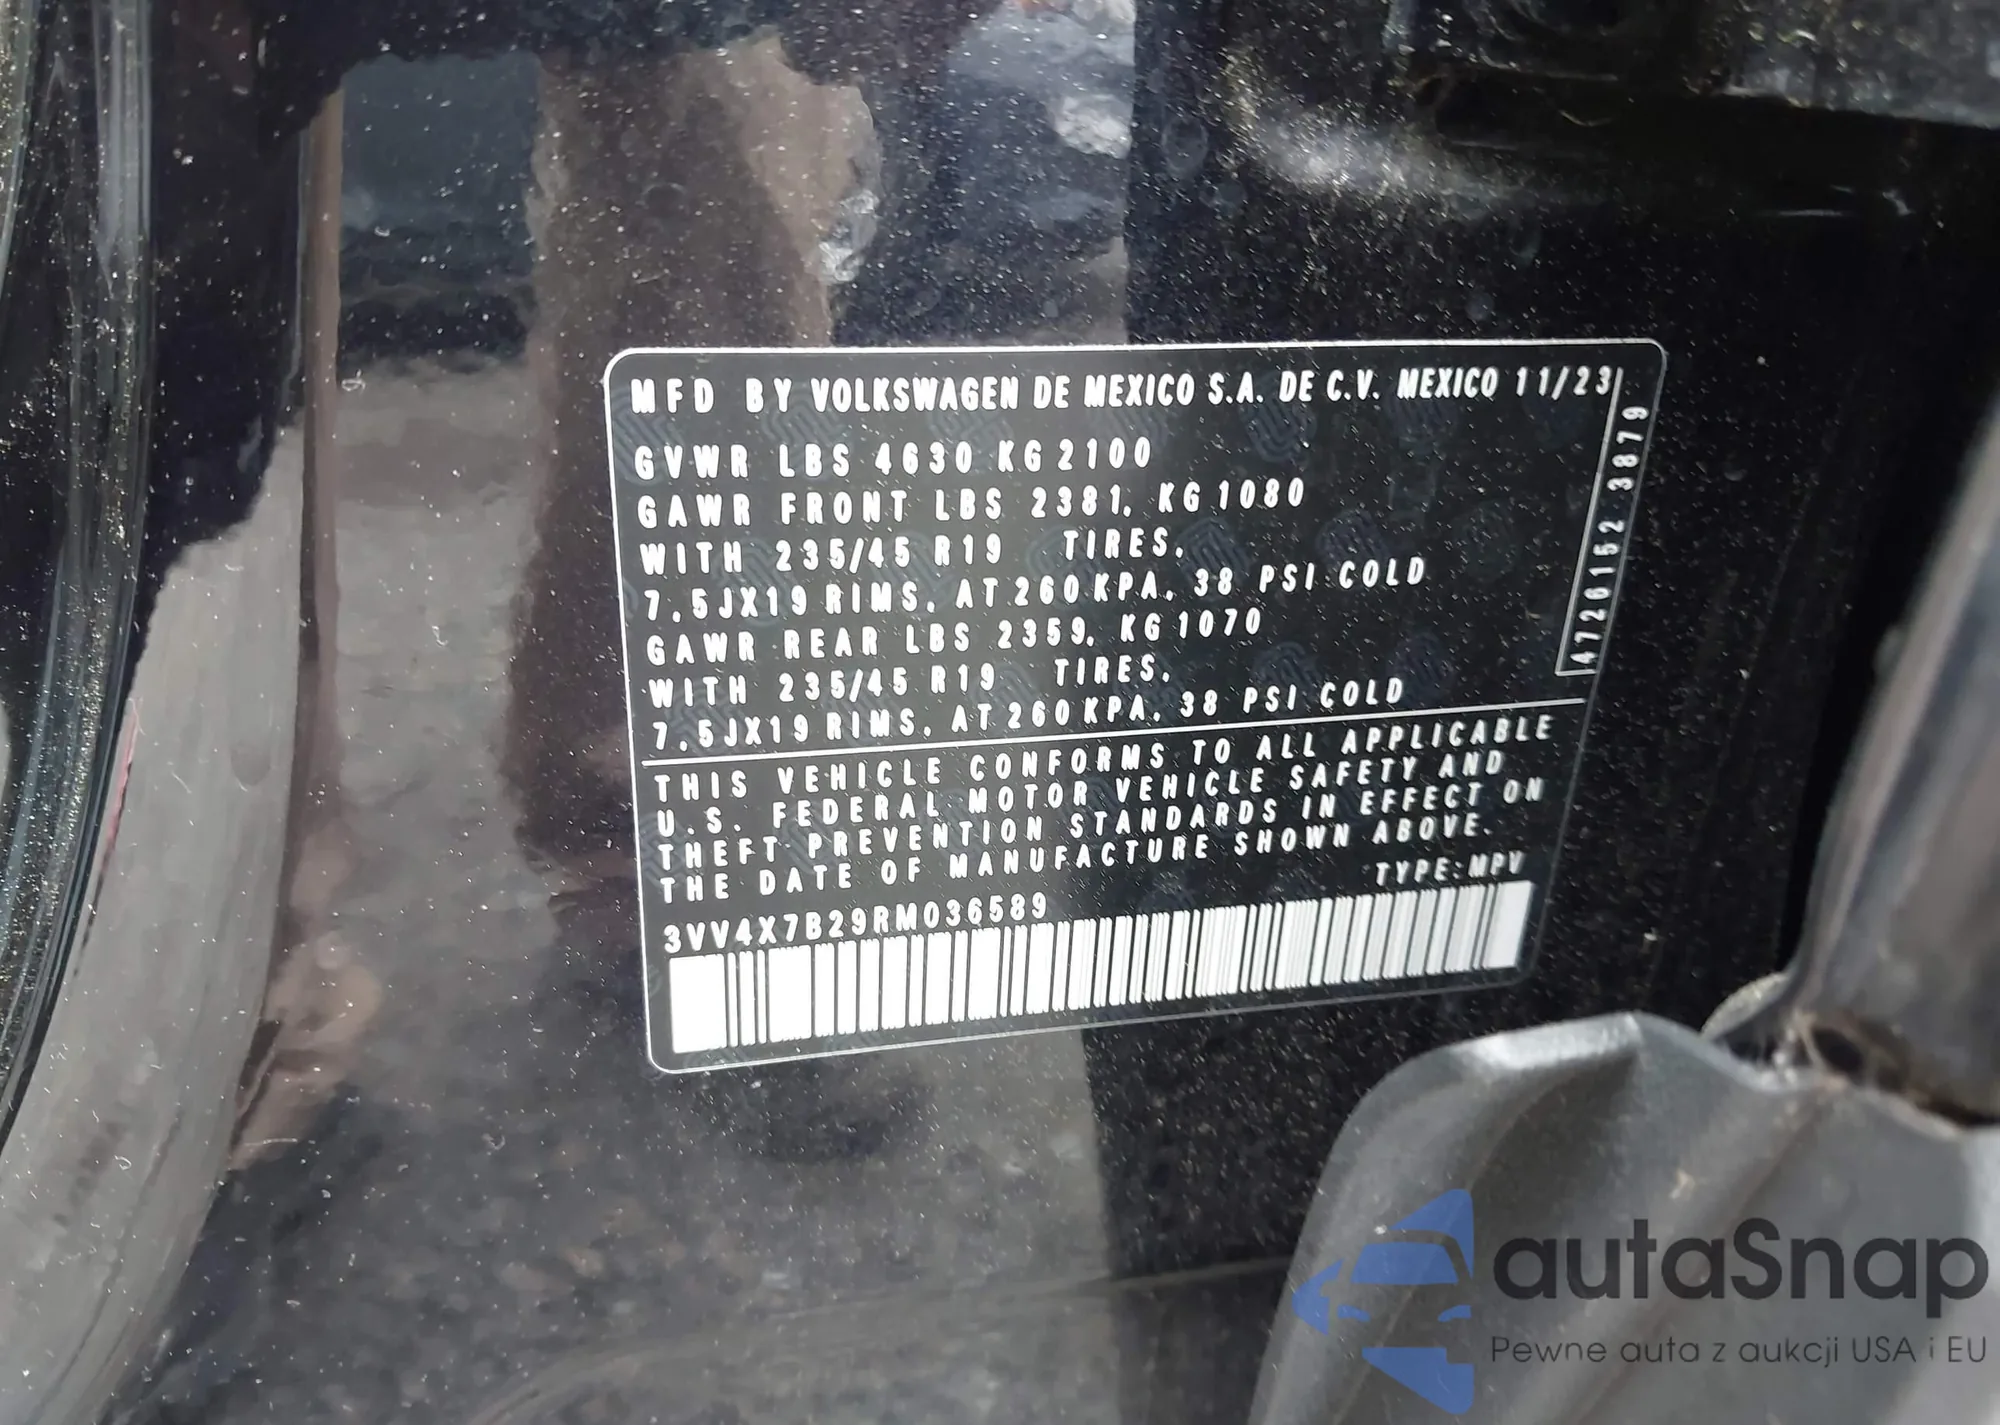 MFD BY VOLKSWAGEN DE MEXICO S.A. DE C.V. MEXICO 11/23
GVWR LBS 4630 KG 2100
GAWR FRONT LBS 2381, KG 1080
WITH 235/45 R19 TIRES,
7,5JX19 RIMS, AT 260 KPA, 38 PSI COLD
GAWR REAR LBS 2359, KG 1070
WITH 235/45 R19 TIRES,
7,5JX19 RIMS, AT 260 KPA, 38 PSI COLD
4726152 3879
THIS VEHICLE CONFORMS TO ALL APPLICABLE
U.S. FEDERAL MOTOR VEHICLE SAFETY AND
THEFT PREVENTION STANDARDS IN EFFECT ON
THE DATE OF MANUFACTURE SHOWN ABOVE.
TYPE:MPV
3VV4X7B29RM036589
autaSnap
Pewne auta z aukcji USA i EU